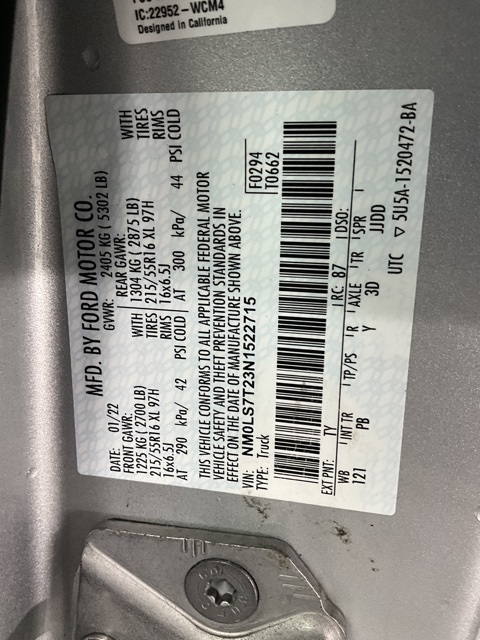 IC:22952-WCM4
Designed in California
MFD. BY FORD MOTOR CO.
DATE: 01/22
GVWR: 2405 KG ( 5302 LB)
FRONT GAWR:
1225 KG ( 2700 LB)
215/55R16 XL 97H
16x6.5J
AT 290 kPa/ 42 PSI COLD
WITH
TIRES
RIMS
REAR GAWR:
1304 KG ( 2875 LB)
215/55R16 XL 97H
16x6.5J
AT 300 kPa/ 44 PSI COLD
WITH
TIRES
RIMS
THIS VEHICLE CONFORMS TO ALL APPLICABLE FEDERAL MOTOR
VEHICLE SAFETY AND THEFT PREVENTION STANDARDS IN
EFFECT ON THE DATE OF MANUFACTURE SHOWN ABOVE.
VIN: NM0LS7T23N1522715
TYPE: Truck
F0294
T0662
EXT PNT: TY RC: B7 DSO:
WB INT TR TP/PS R AXLE TR SPR
121 PB Y 3D JJDD
UTC ▽ 5U5A-1520472-BA